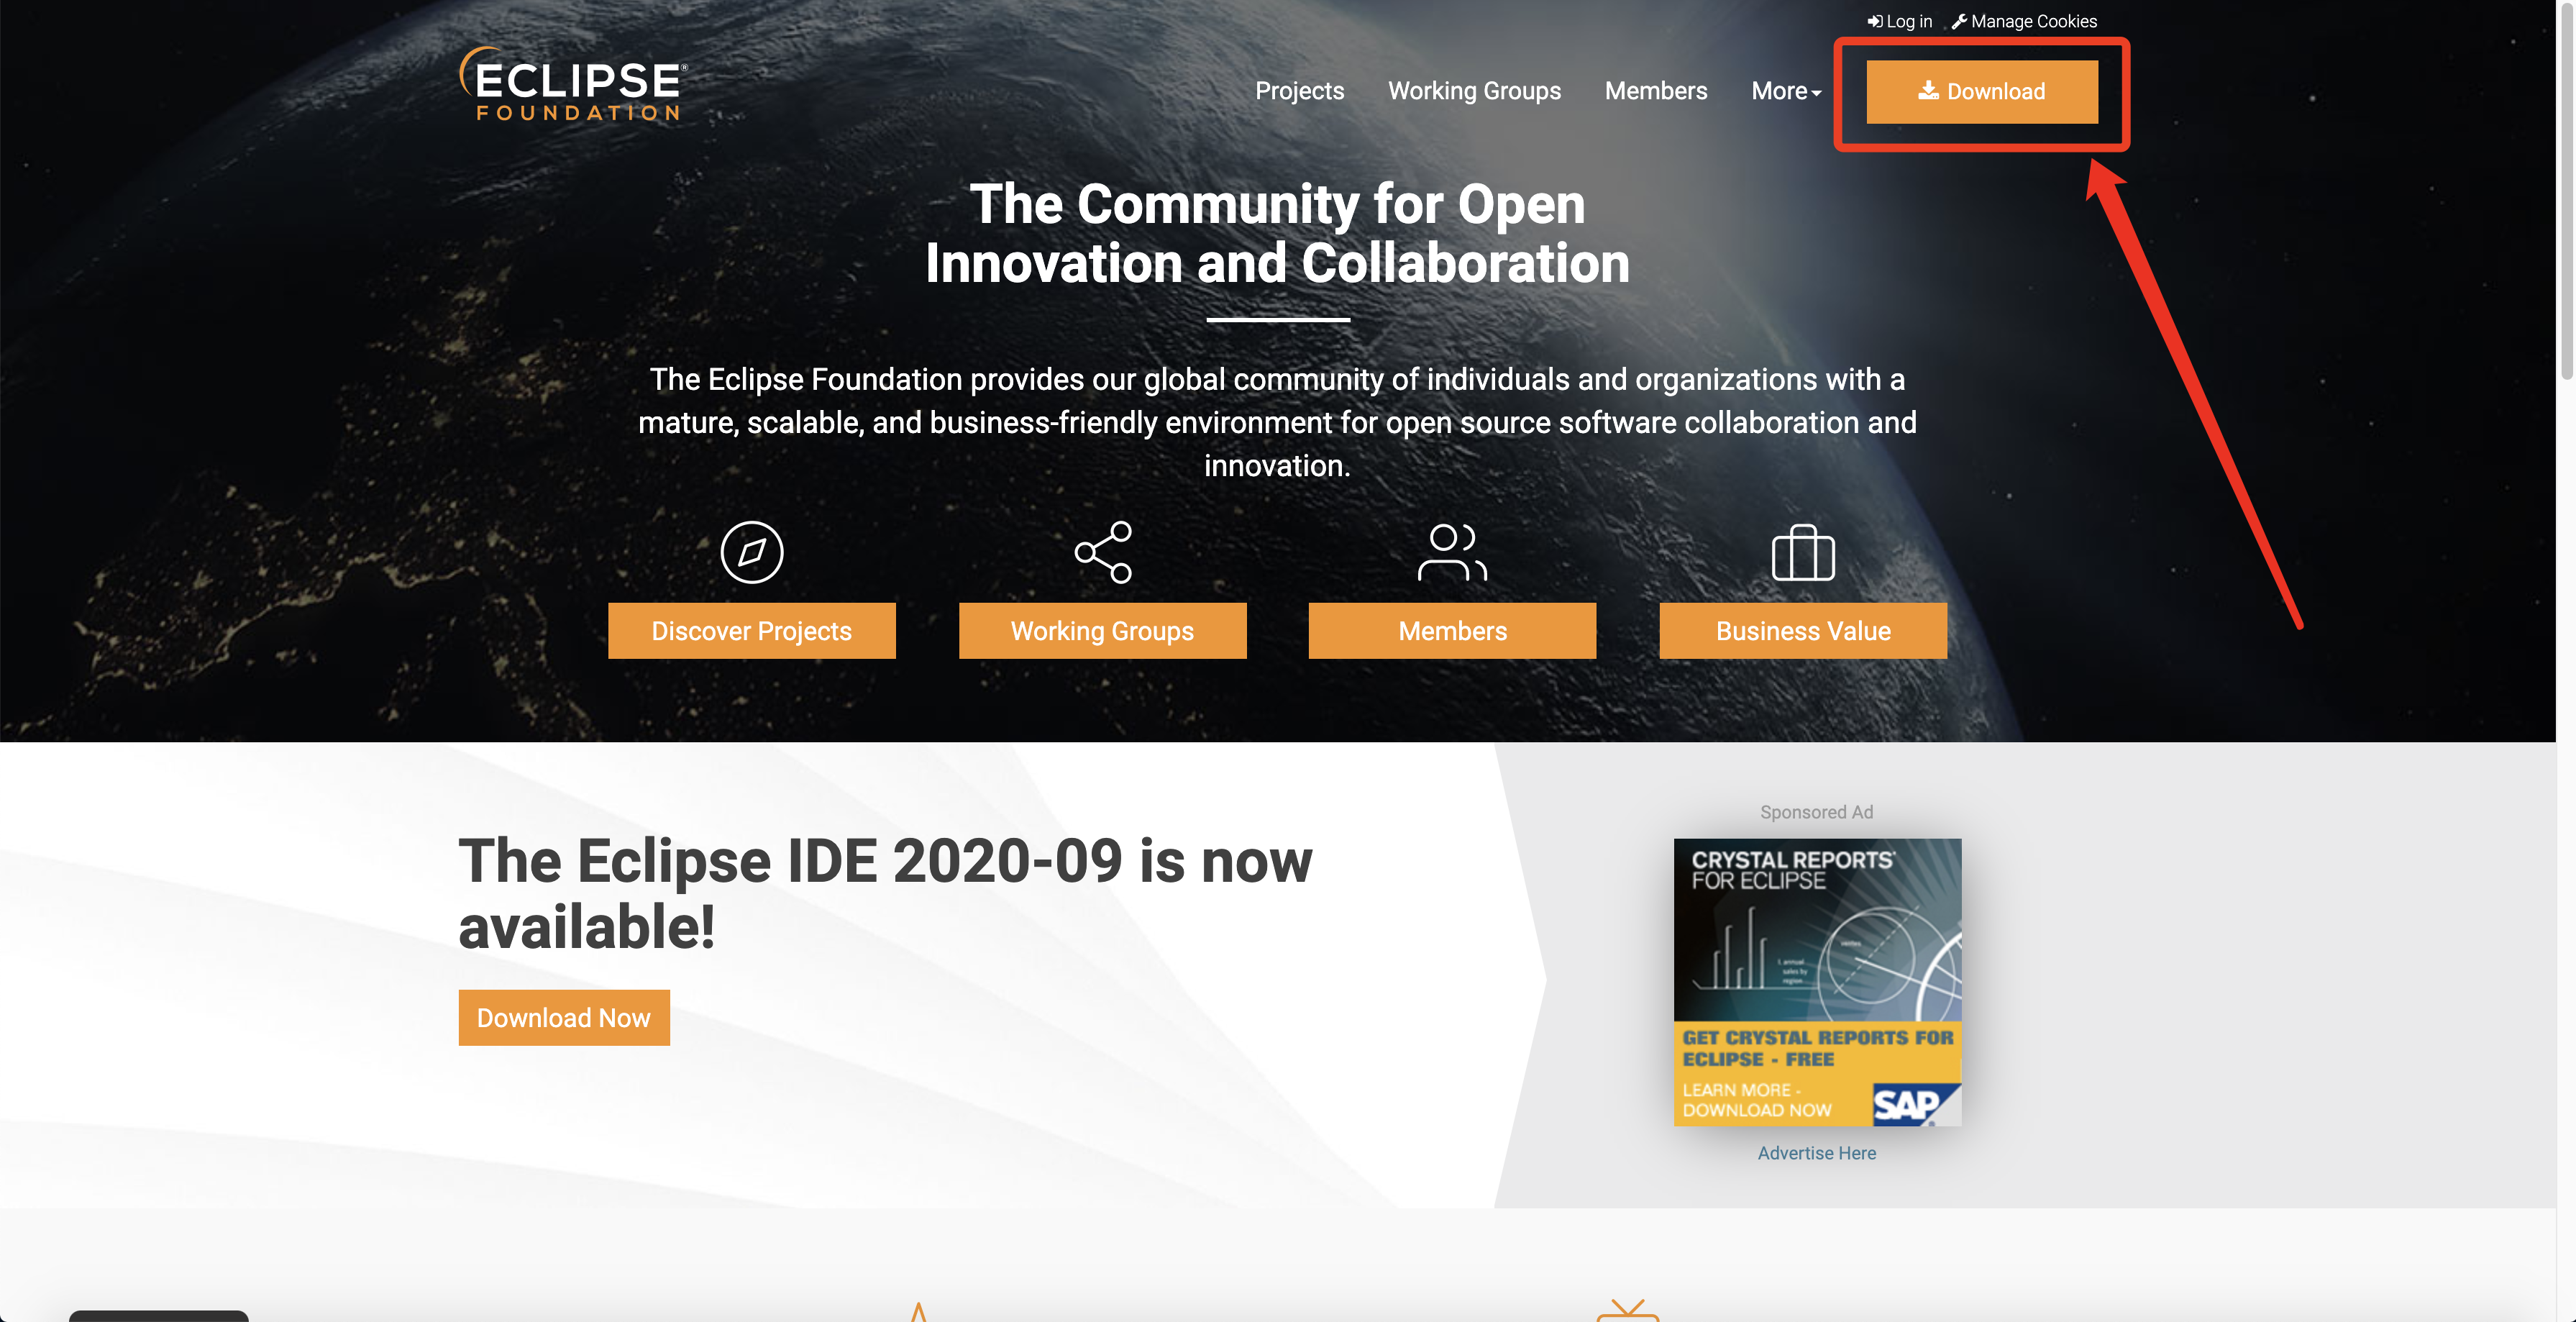 Log in Manage Cookies
ECLIPSE®
FOUNDATION
Projects Working Groups Members More Download
The Community for Open
Innovation and Collaboration
The Eclipse Foundation provides our global community of individuals and organizations with a
mature, scalable, and business-friendly environment for open source software collaboration and
innovation.
Discover Projects Working Groups Members Business Value
The Eclipse IDE 2020-09 is now
available!
Download Now
Sponsored Ad
CRYSTAL REPORTS®
FOR ECLIPSE
annual
sales by
region
GET CRYSTAL REPORTS FOR
ECLIPSE - FREE
LEARN MORE -
DOWNLOAD NOW
SAP
Advertise Here